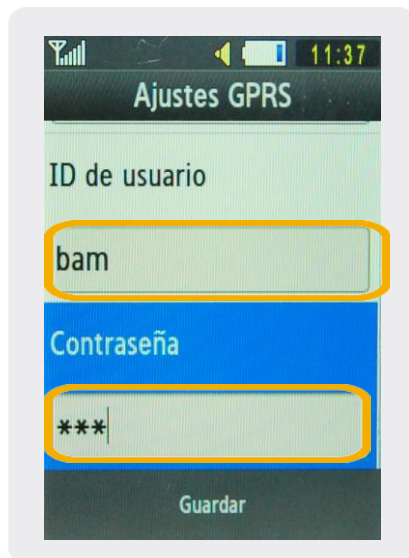 11:37
Ajustes GPRS
ID de usuario
bam
Contraseña
***
Guardar